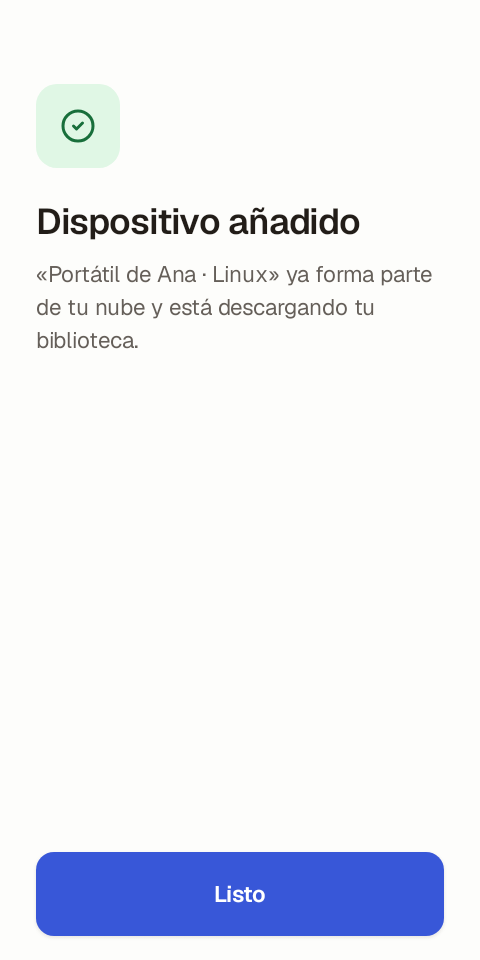 Dispositivo añadido
«Portátil de Ana · Linux» ya forma parte
de tu nube y está descargando tu
biblioteca.
Listo